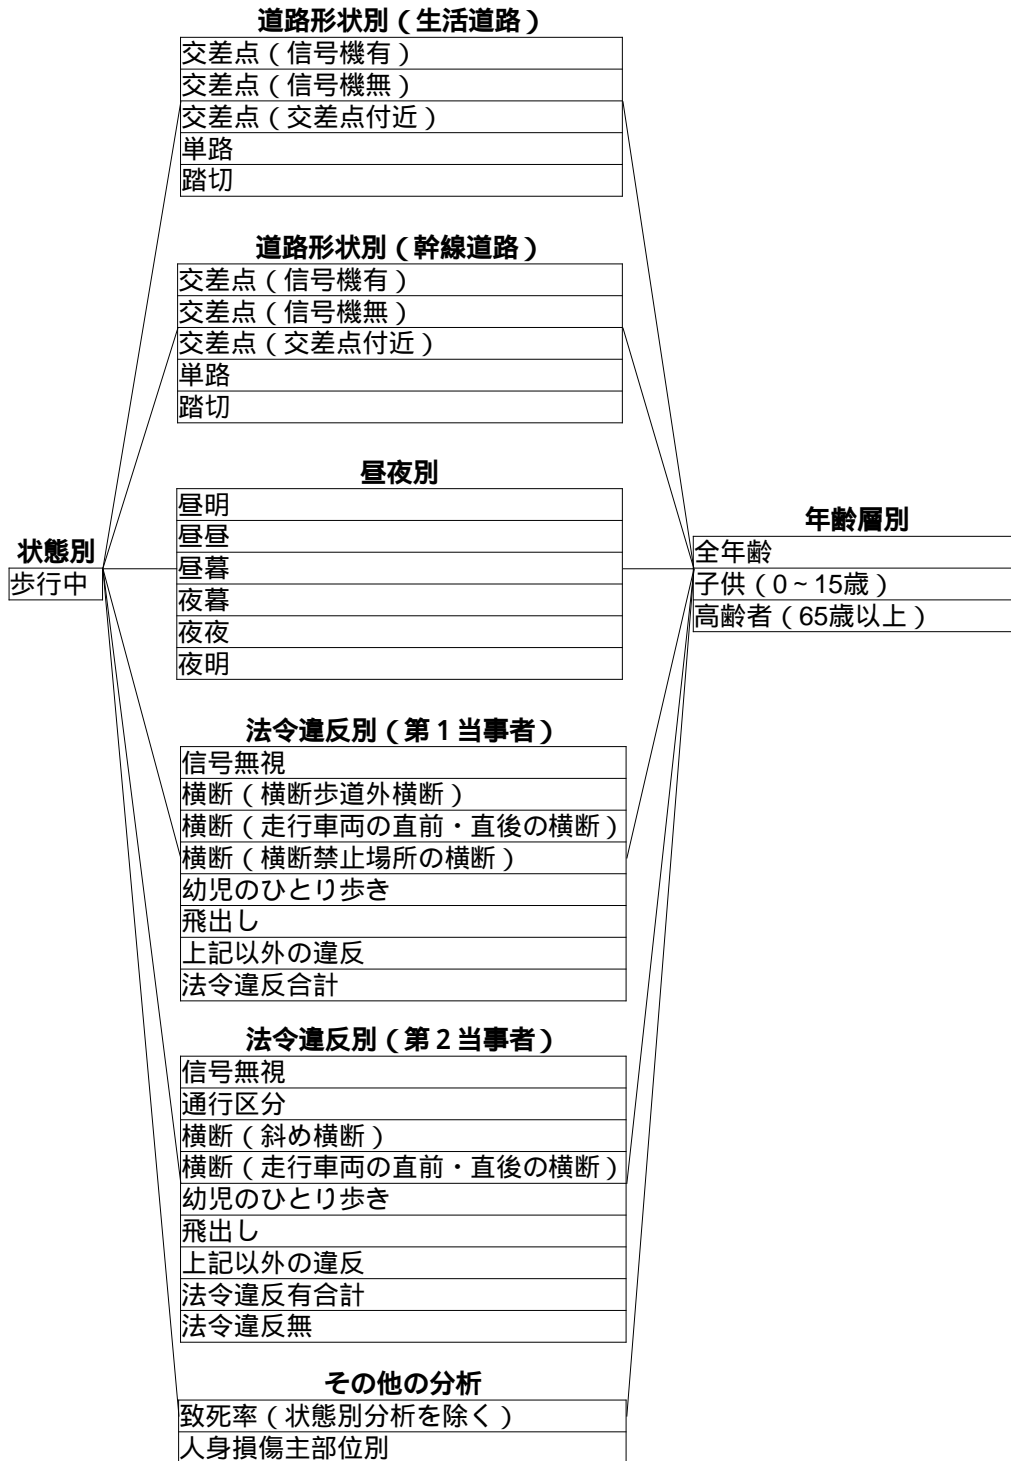 道路形状別（生活道路）
交差点（信号機有）
交差点（信号機無）
交差点（交差点付近）
単路
踏切
道路形状別（幹線道路）
交差点（信号機有）
交差点（信号機無）
交差点（交差点付近）
単路
踏切
昼夜別
昼明
昼昼
昼暮
夜暮
夜夜
夜明
状態別
歩行中
年齢層別
全年齢
子供（0～15歳）
高齢者（65歳以上）
法令違反別（第１当事者）
信号無視
横断（横断歩道外横断）
横断（走行車両の直前・直後の横断）
横断（横断禁止場所の横断）
幼児のひとり歩き
飛出し
上記以外の違反
法令違反合計
法令違反別（第２当事者）
信号無視
通行区分
横断（斜め横断）
横断（走行車両の直前・直後の横断）
幼児のひとり歩き
飛出し
上記以外の違反
法令違反有合計
法令違反無
その他の分析
致死率（状態別分析を除く）
人身損傷主部位別